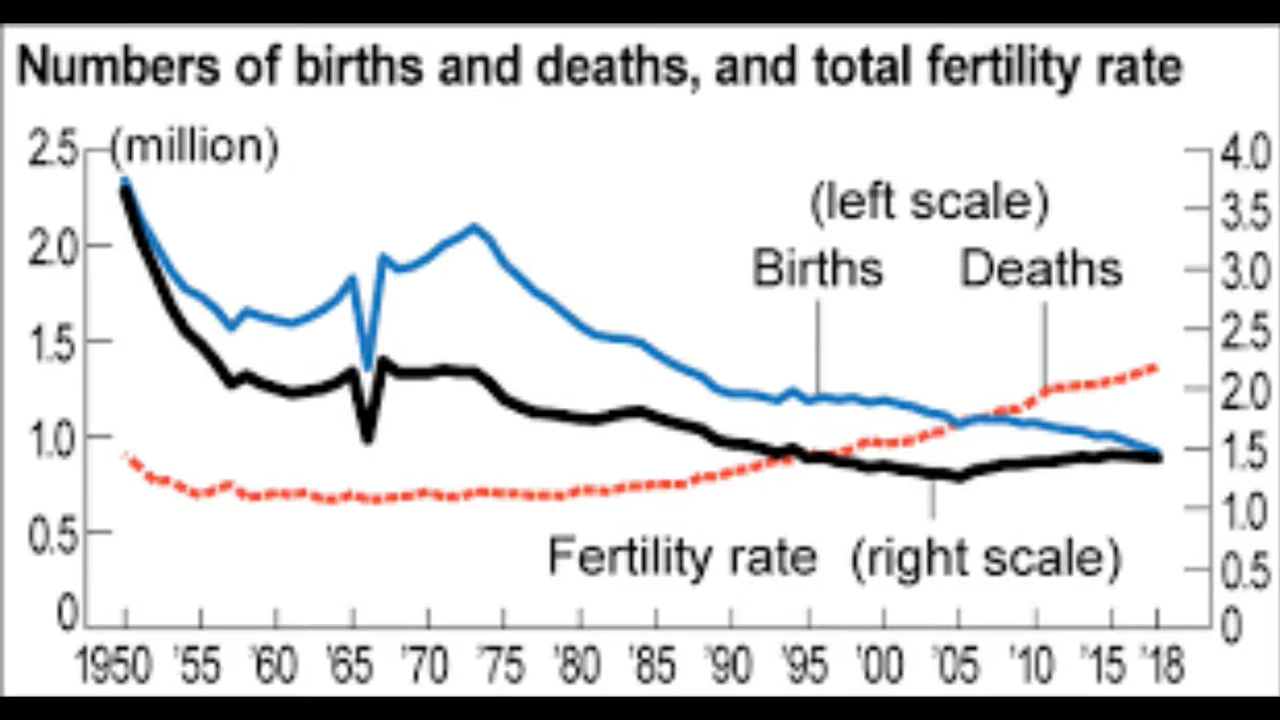 Numbers of births and deaths, and total fertility rate
2.5 (million) 4.0
(left scale) 3.5
2.0 Births Deaths 3.0
1.5 2.5
2.0
1.0 1.5
1.0
0.5 Fertility rate (right scale) 0.5
0 0
1950 '55 '60 '65 '70 '75 '80 '85 '90 '95 '00 '05 '10 '15 '18